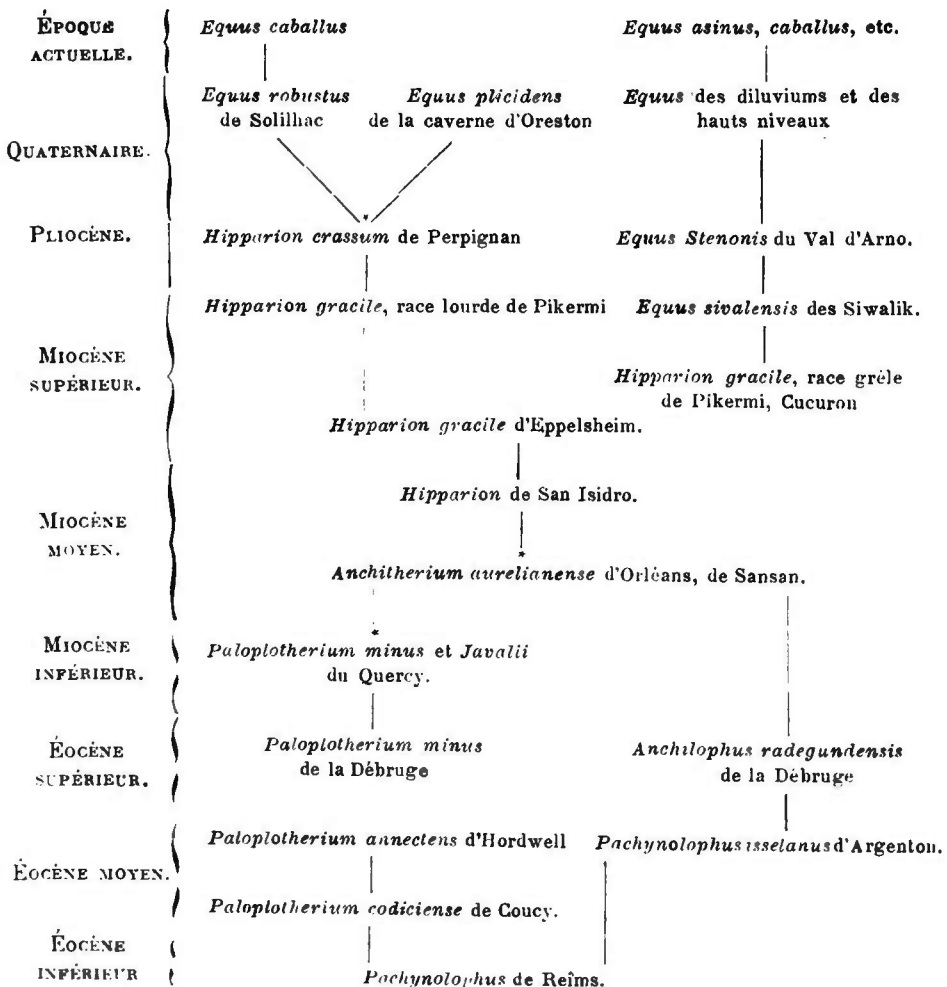 ÉPOQUE
ACTUELLE.
Equus caballus
Equus asinus, caballus, etc.
QUATERNAIRE.
Equus robustus
de Solilhac
Equus plicidens
de la caverne d'Oreston
Equus des diluviums et des
hauts niveaux
PLIOCÈNE.
Hipparion crassum de Perpignan
Equus Stenonis du Val d'Arno.
MIOCÈNE
SUPÉRIEUR.
Hipparion gracile, race lourde de Pikermi
Equus sivalensis des Siwalik.
Hipparion gracile, race grêle
de Pikermi, Cucuron
Hipparion gracile d'Eppelsheim.
MIOCÈNE
MOYEN.
Hipparion de San Isidro.
Anchitherium aurelianense d'Orléans, de Sansan.
MIOCÈNE
INFÉRIEUR.
Paloplotherium minus et Javalii
du Quercy.
ÉOCÈNE
SUPÉRIEUR.
Paloplotherium minus
de la Débruge
Anchilophus radegundensis
de la Débruge
ÉOCÈNE MOYEN.
Paloplotherium annectens d'Hordwell
Pachynolophus isselanus d'Argenton.
Paloplotherium codiciense de Coucy.
ÉOCÈNE
INFÉRIEUR
Pachynolophus de Reîms.